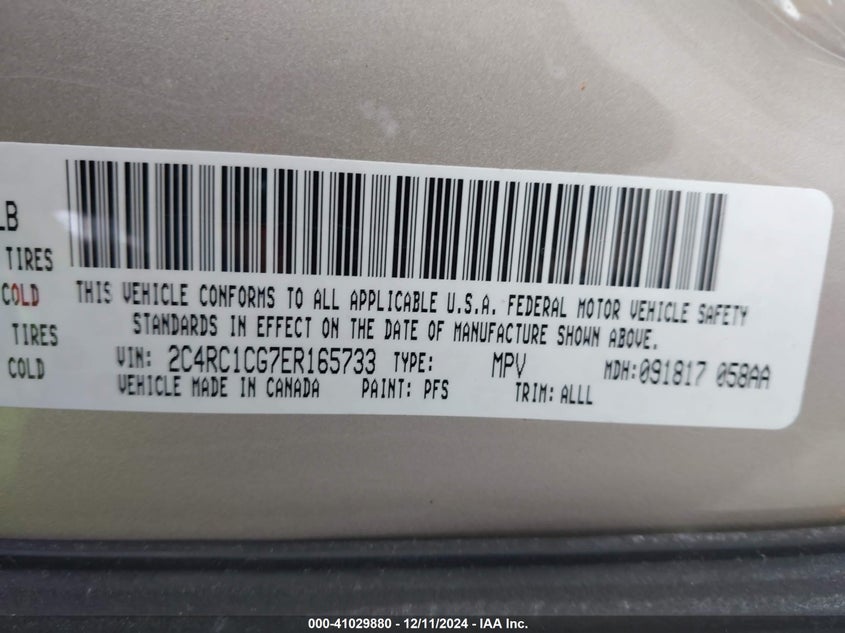 LB
TIRES
COLD
TIRES
COLD
THIS VEHICLE CONFORMS TO ALL APPLICABLE U.S.A. FEDERAL MOTOR VEHICLE SAFETY
STANDARDS IN EFFECT ON THE DATE OF MANUFACTURE SHOWN ABOVE.
VIN: 2C4RC1CG7ER165733 TYPE: MPV MDH:091817 058AA
VEHICLE MADE IN CANADA PAINT: PFS TRIM: ALLL
000-41029880 - 12/11/2024 - IAA Inc.